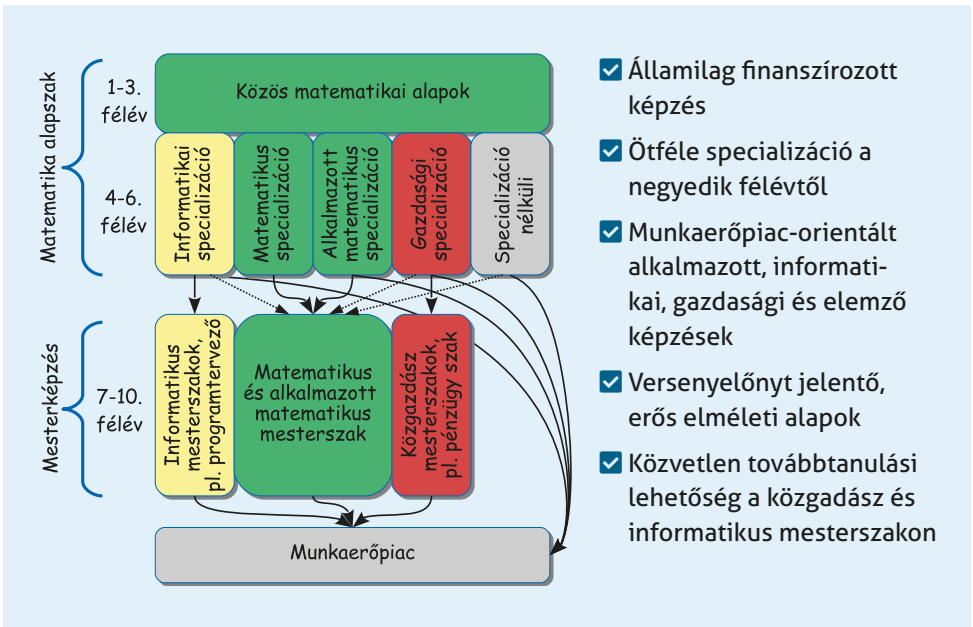 Matematika alapszak
1-3.
félév
Közös matematikai alapok
4-6.
félév
Informatikai
specializáció
Matematikus
specializáció
Alkalmazott
matematikus
specializáció
Gazdasági
specializáció
Specializáció
nélküli
Mesterképzés
7-10.
félév
Informatikus
mesterszakok,
pl. programtervező
Matematikus
és alkalmazott
matematikus
mesterszak
Közgazdász
mesterszakok,
pl. pénzügy szak
Munkaerőpiac
Államilag finanszírozott
képzés
Ötféle specializáció a
negyedik félévtől
Munkaerőpiac-orientált
alkalmazott, informati-
kai, gazdasági és elemző
képzések
Versenyelőnyt jelentő,
erős elméleti alapok
Közvetlen továbbtanulási
lehetőség a közgadász és
informatikus mesterszakon